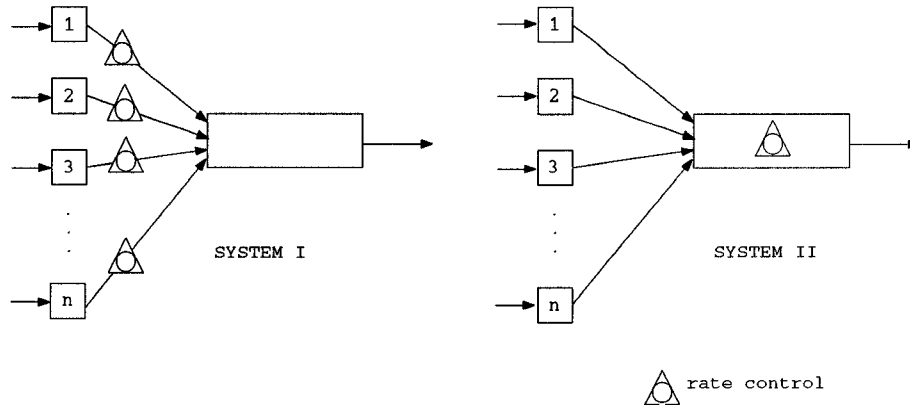 1
2
3
.
.
.
n
SYSTEM I
1
2
3
.
.
.
n
SYSTEM II
rate control